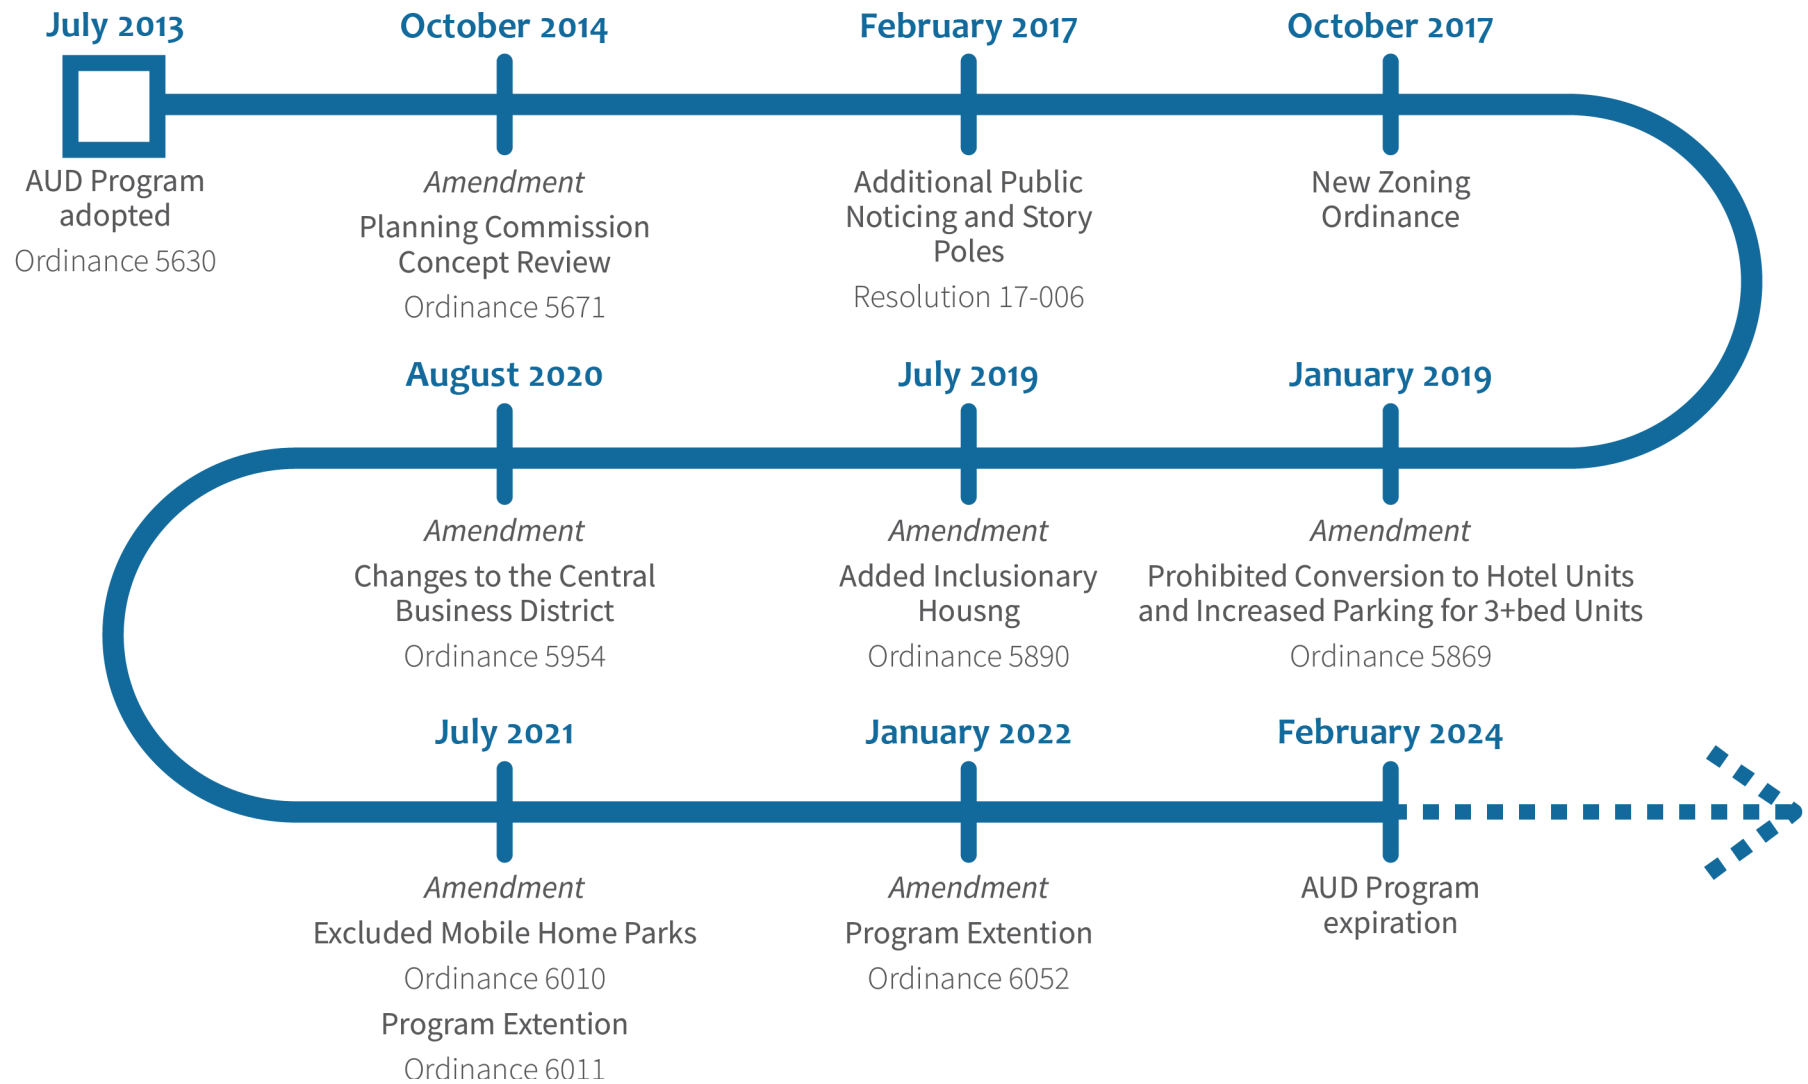 July 2013
AUD Program
adopted
Ordinance 5630
October 2014
Amendment
Planning Commission
Concept Review
Ordinance 5671
February 2017
Additional Public
Noticing and Story
Poles
Resolution 17-006
October 2017
New Zoning
Ordinance
January 2019
Amendment
Prohibited Conversion to Hotel Units
and Increased Parking for 3+bed Units
Ordinance 5869
July 2019
Amendment
Added Inclusionary
Housng
Ordinance 5890
August 2020
Amendment
Changes to the Central
Business District
Ordinance 5954
July 2021
Amendment
Excluded Mobile Home Parks
Ordinance 6010
Program Extention
Ordinance 6011
January 2022
Amendment
Program Extention
Ordinance 6052
February 2024
AUD Program
expiration